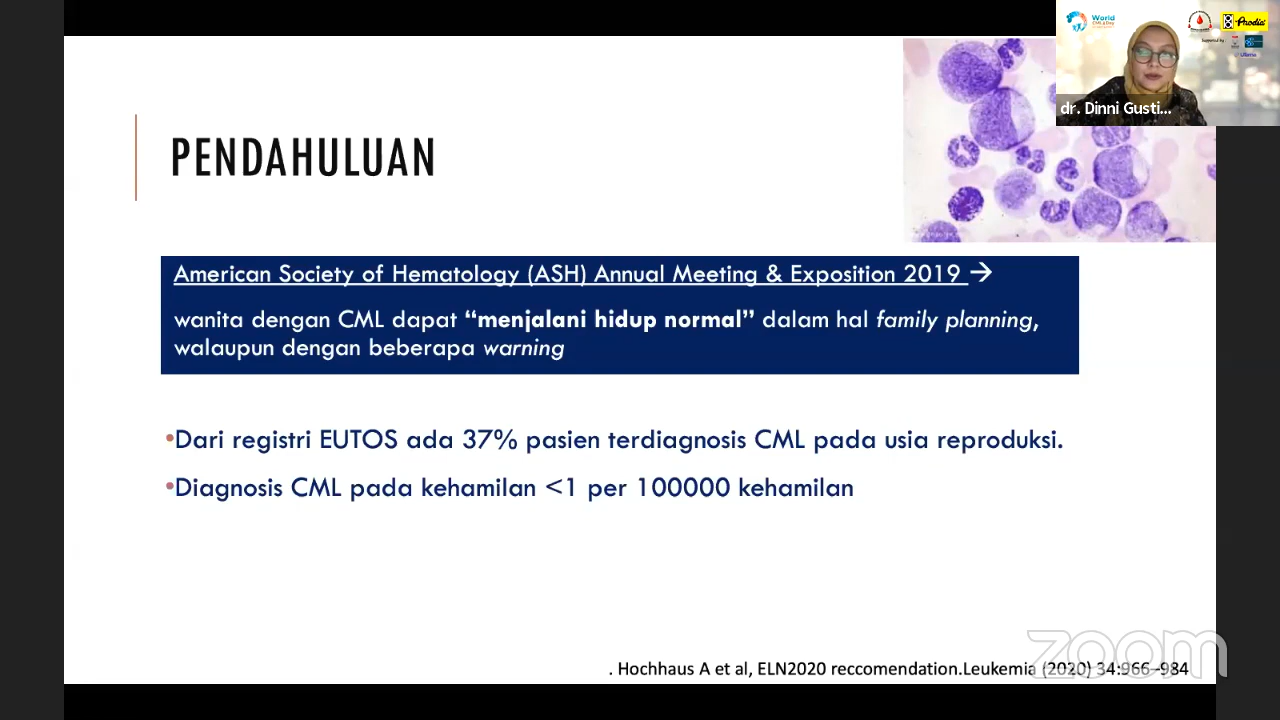 World
CML Day
Prodia
Supported by
dr. Dinni Gusti...
PENDAHULUAN
American Society of Hematology (ASH) Annual Meeting & Exposition 2019 →
wanita dengan CML dapat “menjalani hidup normal” dalam hal family planning,
walaupun dengan beberapa warning
•Dari registri EUTOS ada 37% pasien terdiagnosis CML pada usia reproduksi.
•Diagnosis CML pada kehamilan <1 per 100000 kehamilan
. Hochhaus A et al, ELN2020 reccomendation.Leukemia (2020) 34:966–984
zoom